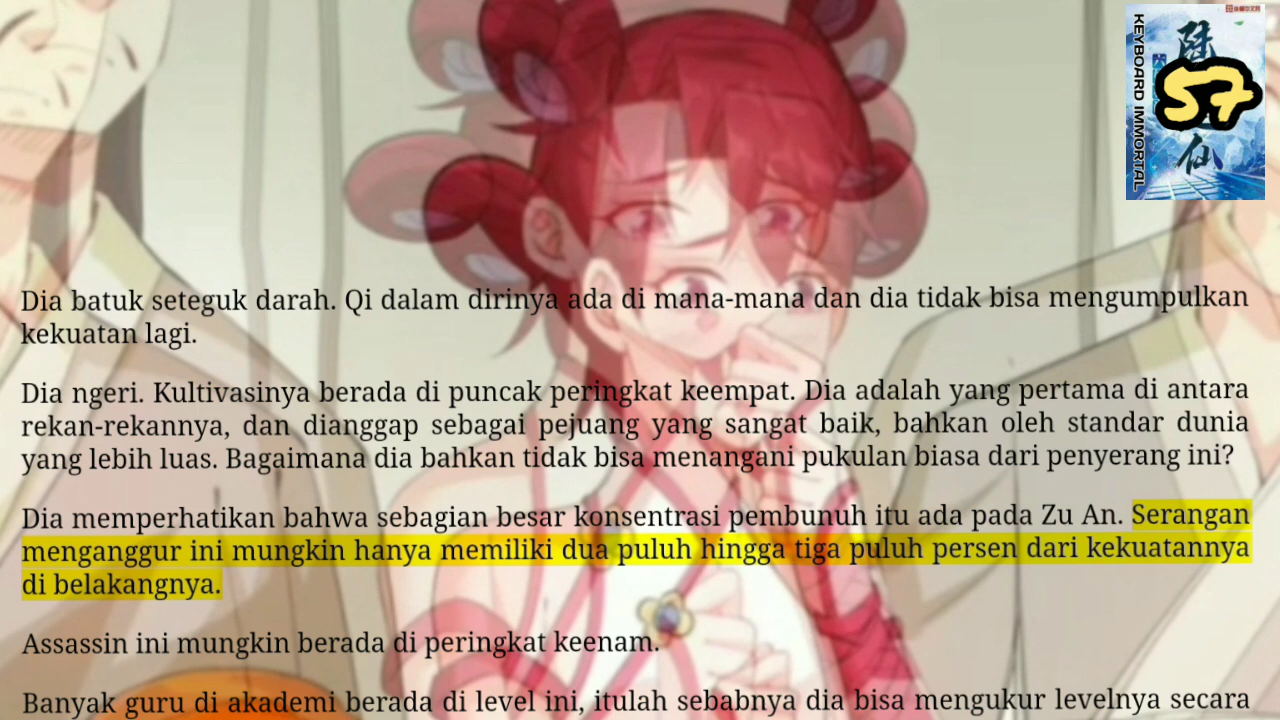 陆
仙
KEYBOARD IMMORTAL
57
Dia batuk seteguk darah. Qi dalam dirinya ada di mana-mana dan dia tidak bisa mengumpulkan
kekuatan lagi.
Dia ngeri. Kultivasinya berada di puncak peringkat keempat. Dia adalah yang pertama di antara
rekan-rekannya, dan dianggap sebagai pejuang yang sangat baik, bahkan oleh standar dunia
yang lebih luas. Bagaimana dia bahkan tidak bisa menangani pukulan biasa dari penyerang ini?
Dia memperhatikan bahwa sebagian besar konsentrasi pembunuh itu ada pada Zu An. Serangan
menganggur ini mungkin hanya memiliki dua puluh hingga tiga puluh persen dari kekuatannya
di belakangnya.
Assassin ini mungkin berada di peringkat keenam.
Banyak guru di akademi berada di level ini, itulah sebabnya dia bisa mengukur levelnya secara